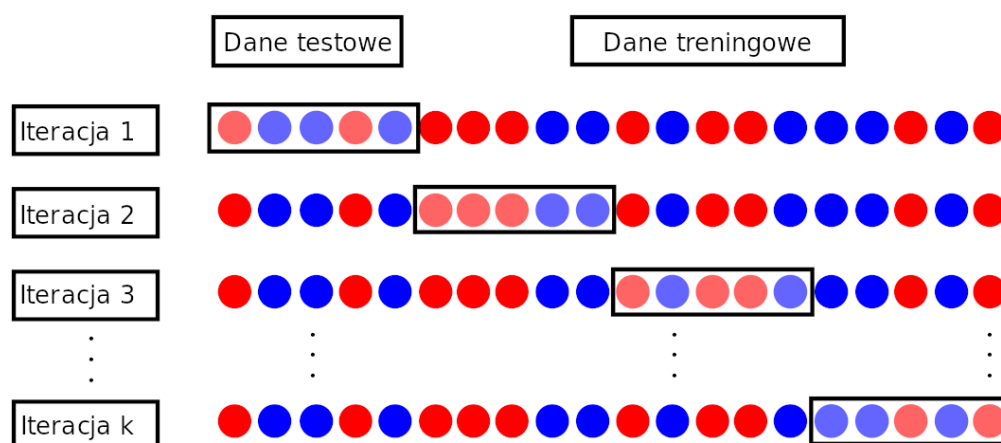 Dane testowe
Dane treningowe
Iteracja 1
Iteracja 2
Iteracja 3
Iteracja k